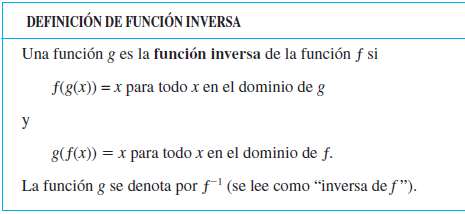 DEFINICIÓN DE FUNCIÓN INVERSA
Una función g es la función inversa de la función f si
f(g(x)) = x para todo x en el dominio de g
y
g(f(x)) = x para todo x en el dominio de f.
La función g se denota por f⁻¹ (se lee como “inversa de f”).